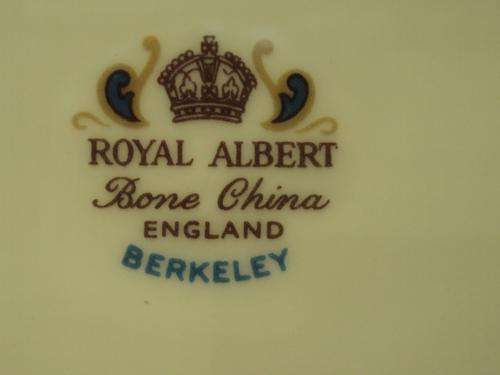 ROYAL ALBERT
Bone China
ENGLAND
BERKELEY